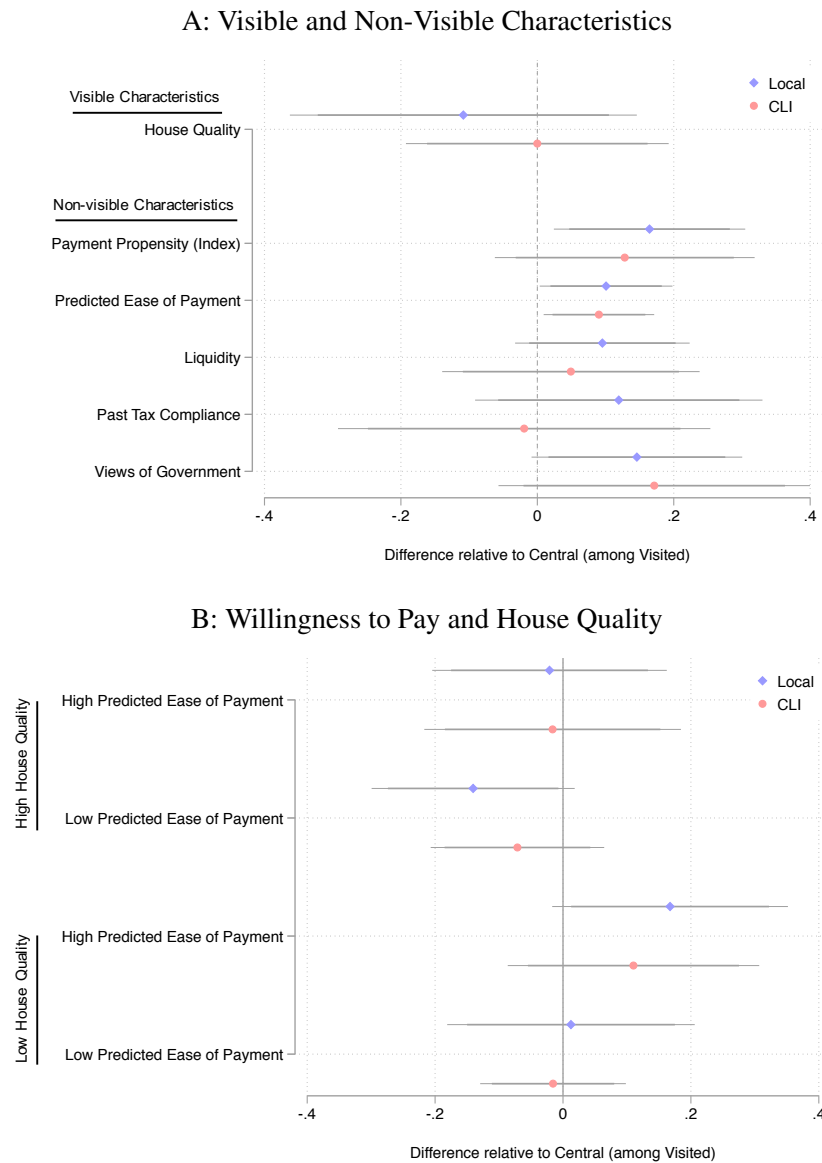 A: Visible and Non-Visible Characteristics
Local
CLI
Visible Characteristics
House Quality
Non-visible Characteristics
Payment Propensity (Index)
Predicted Ease of Payment
Liquidity
Past Tax Compliance
Views of Government
-.4 -.2 0 .2 .4
Difference relative to Central (among Visited)
B: Willingness to Pay and House Quality
Local
CLI
High House Quality
High Predicted Ease of Payment
Low Predicted Ease of Payment
Low House Quality
High Predicted Ease of Payment
Low Predicted Ease of Payment
-.4 -.2 0 .2 .4
Difference relative to Central (among Visited)